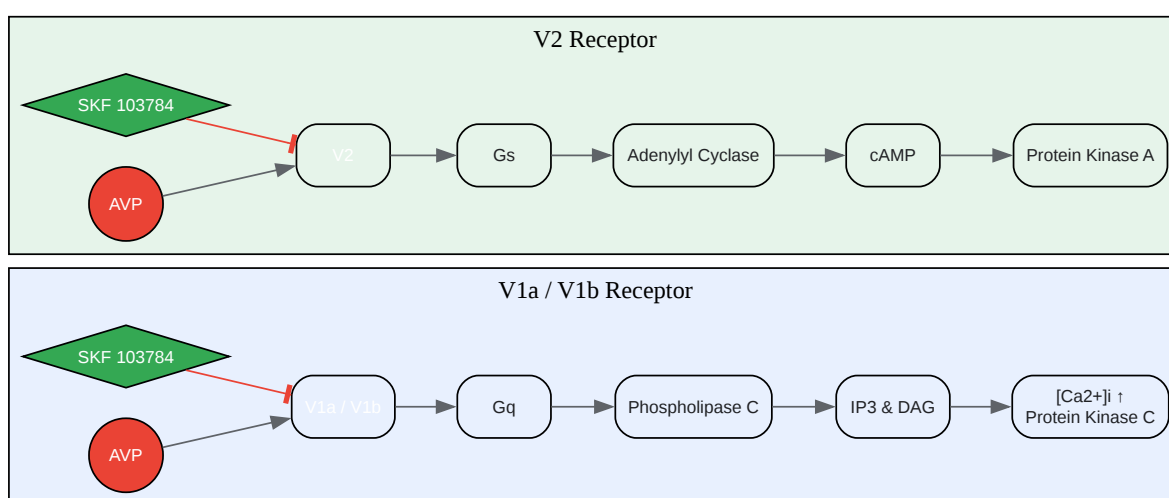 V2 Receptor
SKF 103784
AVP
V2
Gs
Adenylyl Cyclase
cAMP
Protein Kinase A
V1a / V1b Receptor
SKF 103784
AVP
V1a / V1b
Gq
Phospholipase C
IP3 & DAG
[Ca2+]i ↑
Protein Kinase C